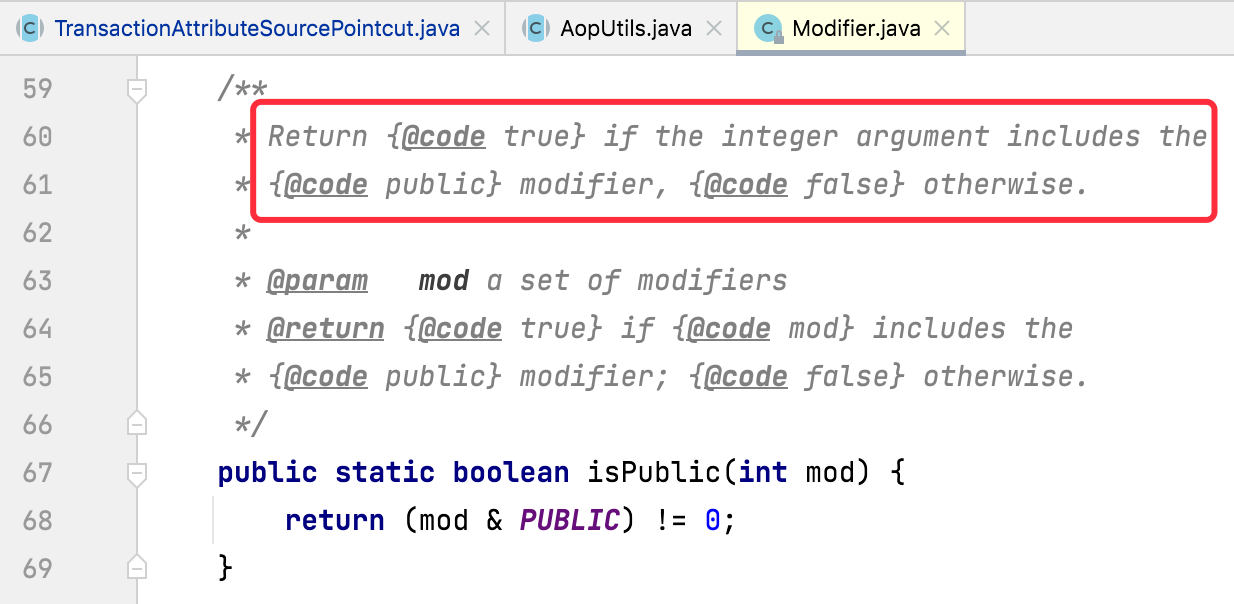 TransactionAttributeSourcePointcut.java AopUtils.java Modifier.java
59 /**
60 * Return {@code true} if the integer argument includes the
61 * {@code public} modifier, {@code false} otherwise.
62 *
63 * @param   mod a set of modifiers
64 * @return {@code true} if {@code mod} includes the
65 * {@code public} modifier; {@code false} otherwise.
66 */
67 public static boolean isPublic(int mod) {
68     return (mod & PUBLIC) != 0;
69 }